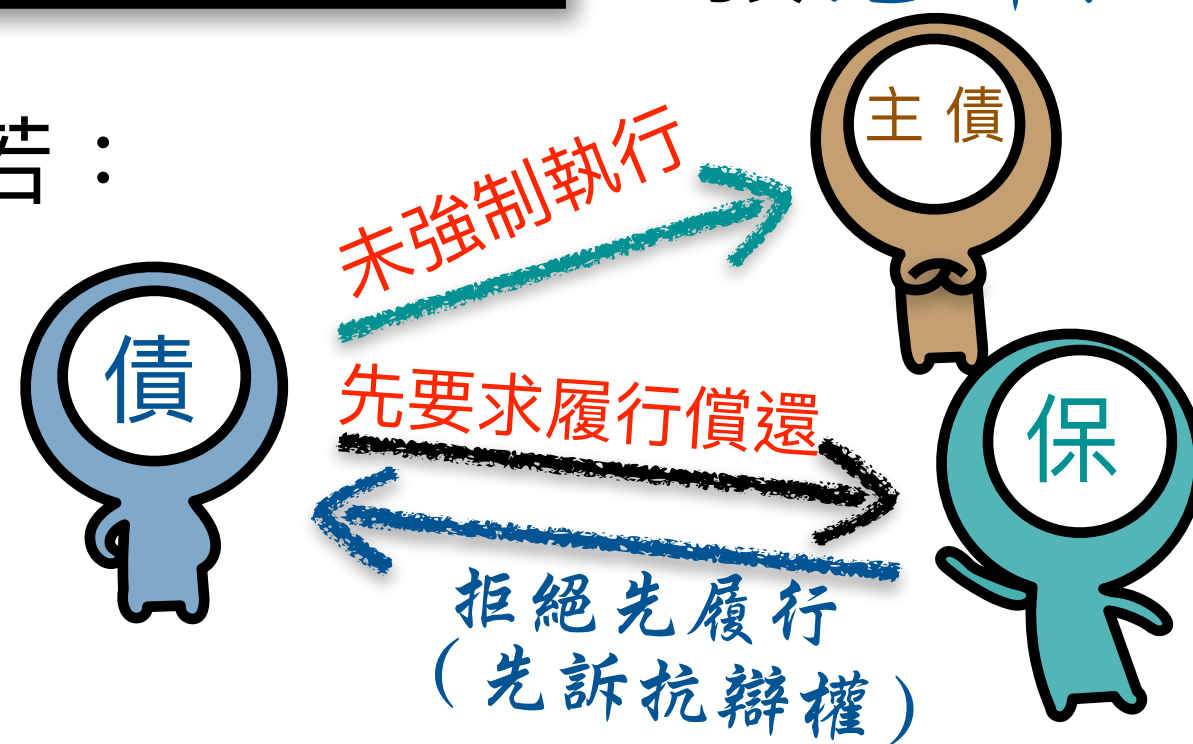 若：
主債
未強制執行
債
先要求履行償還
保
拒絕先履行
（先訴抗辯權）